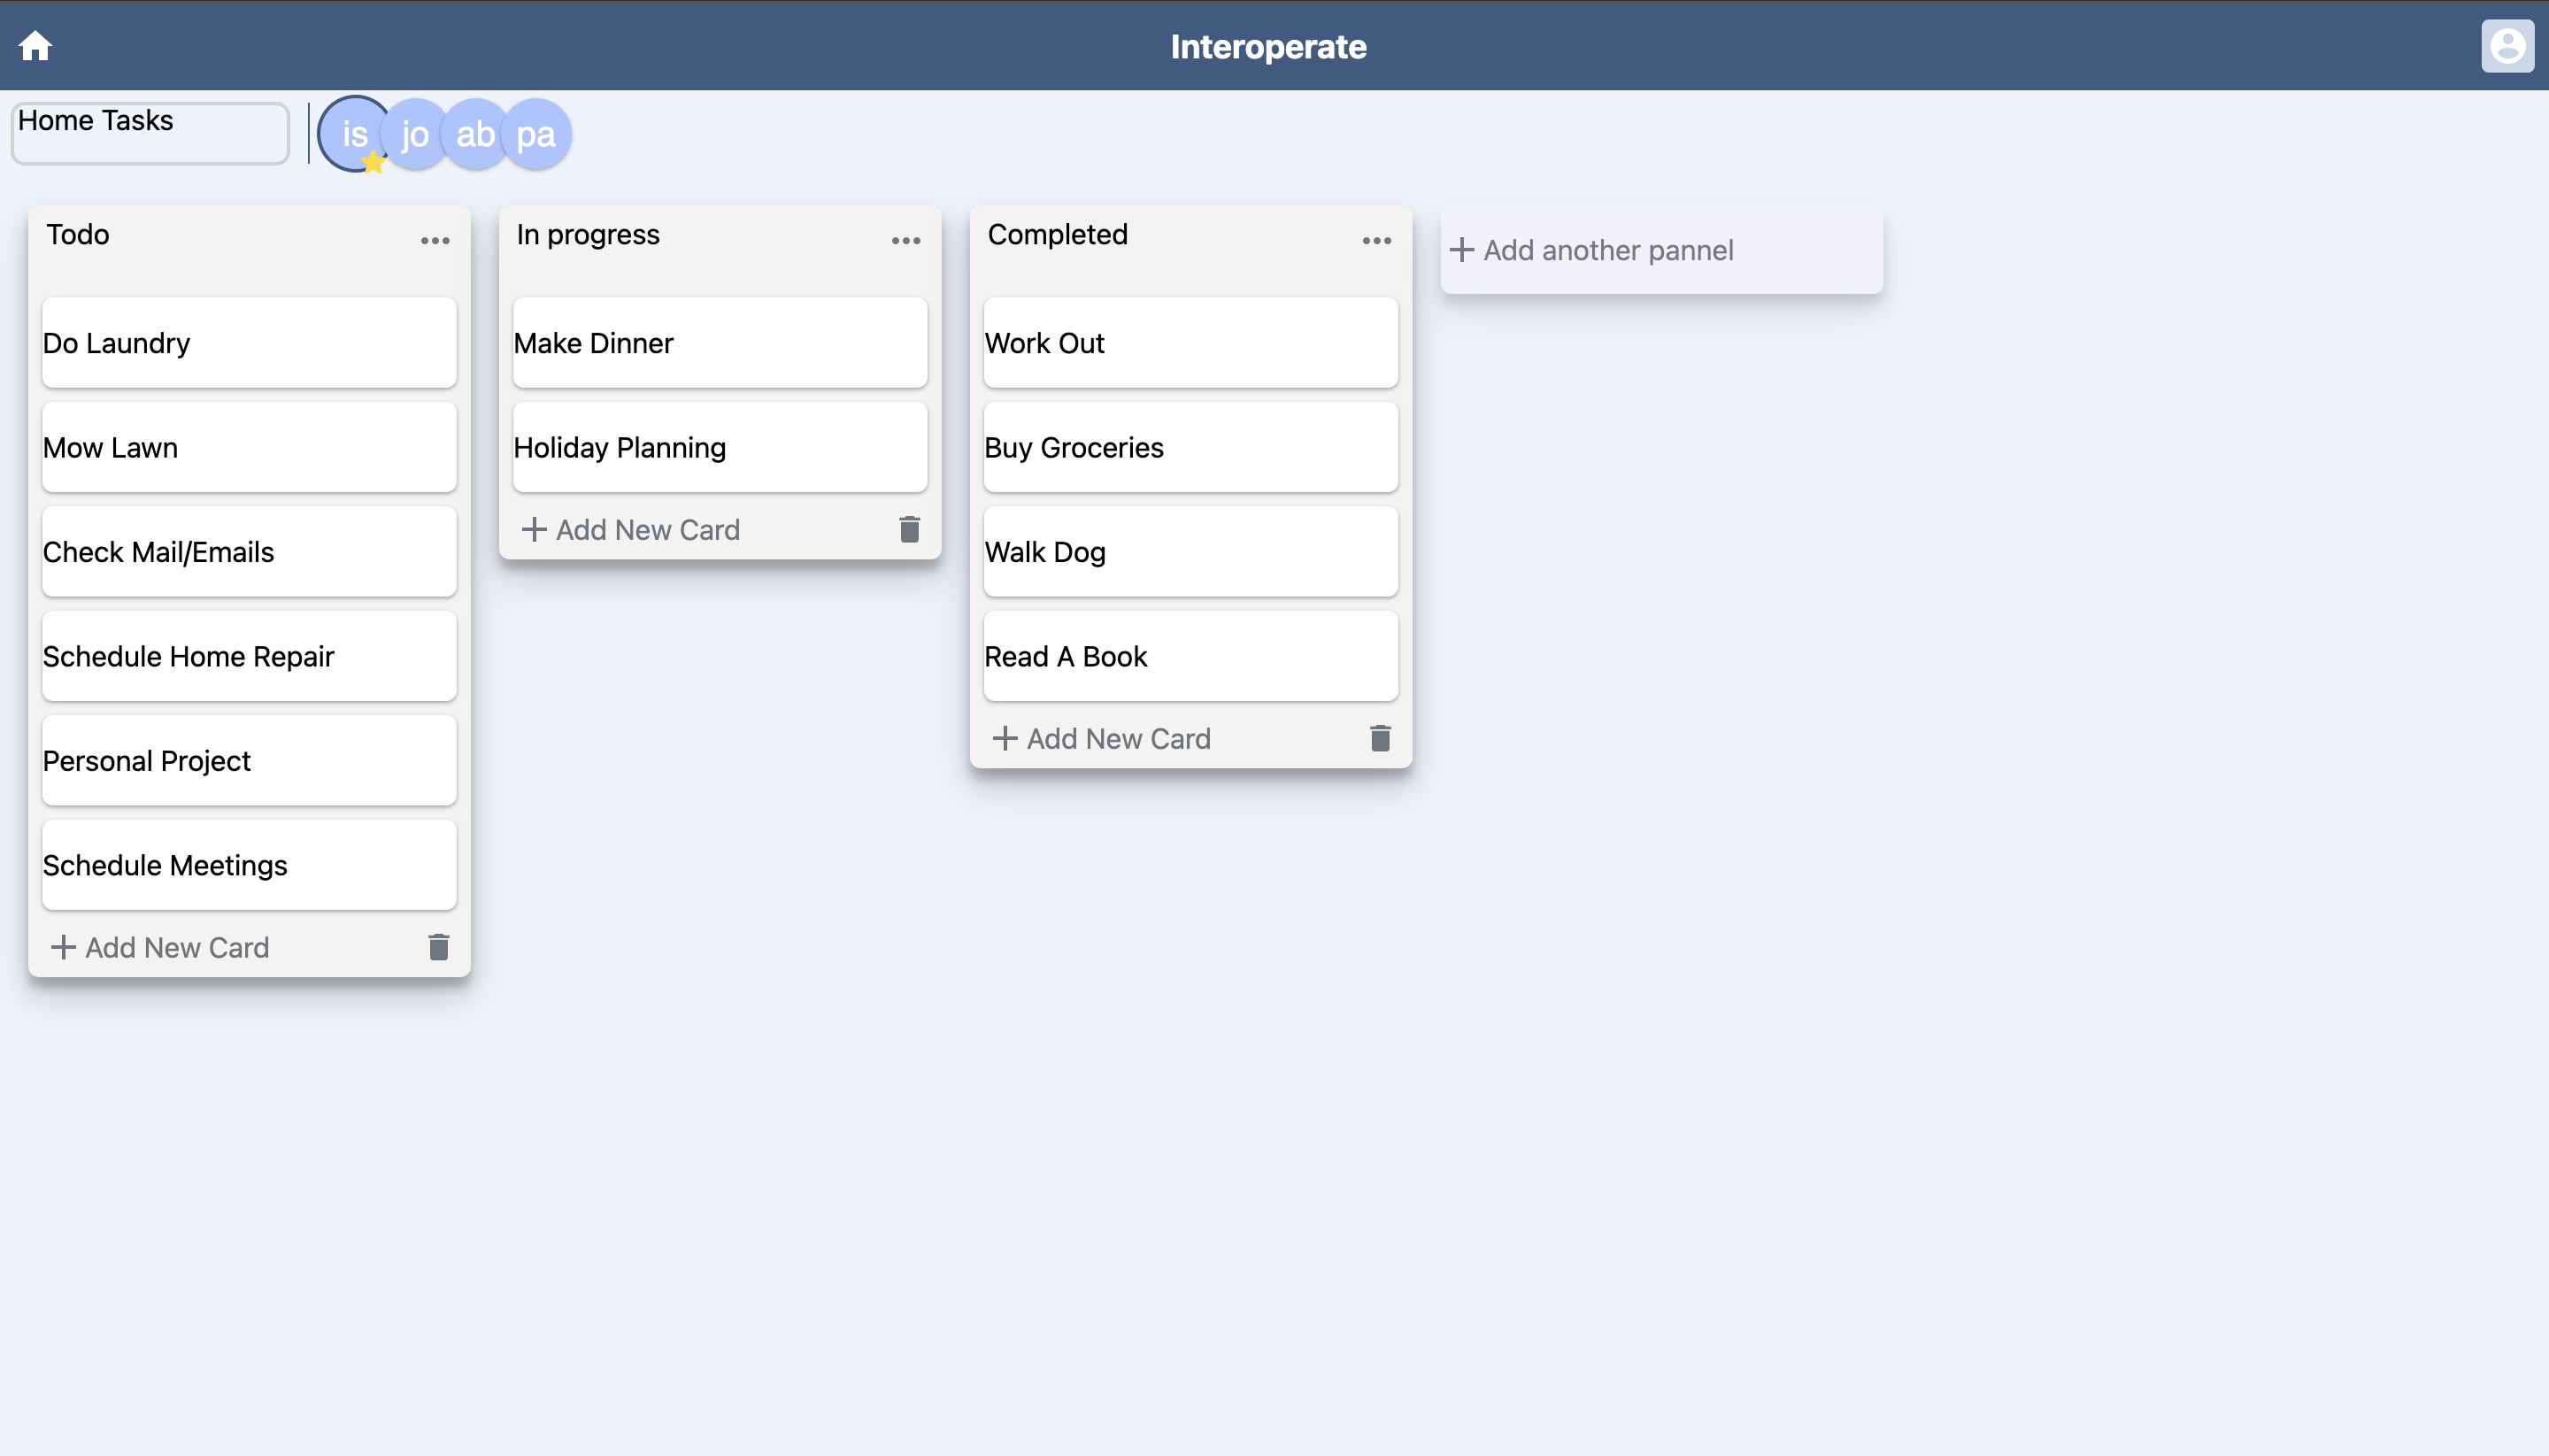 Interoperate
Home Tasks
is
jo
ab
pa
Todo
Do Laundry
Mow Lawn
Check Mail/Emails
Schedule Home Repair
Personal Project
Schedule Meetings
Add New Card
In progress
Make Dinner
Holiday Planning
Add New Card
Completed
Work Out
Buy Groceries
Walk Dog
Read A Book
Add New Card
Add another pannel